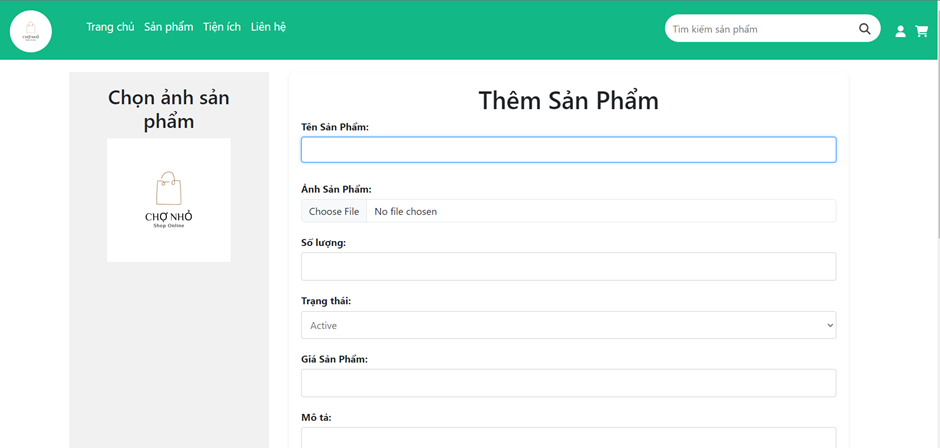 CHỢ NHỎ
Trang chủ Sản phẩm Tiện ích Liên hệ
Tìm kiếm sản phẩm
Chọn ảnh sản
phẩm
CHỢ NHỎ
Shop Online
Thêm Sản Phẩm
Tên Sản Phẩm:
Ảnh Sản Phẩm:
Choose File No file chosen
Số lượng:
Trạng thái:
Active
Giá Sản Phẩm:
Mô tả: